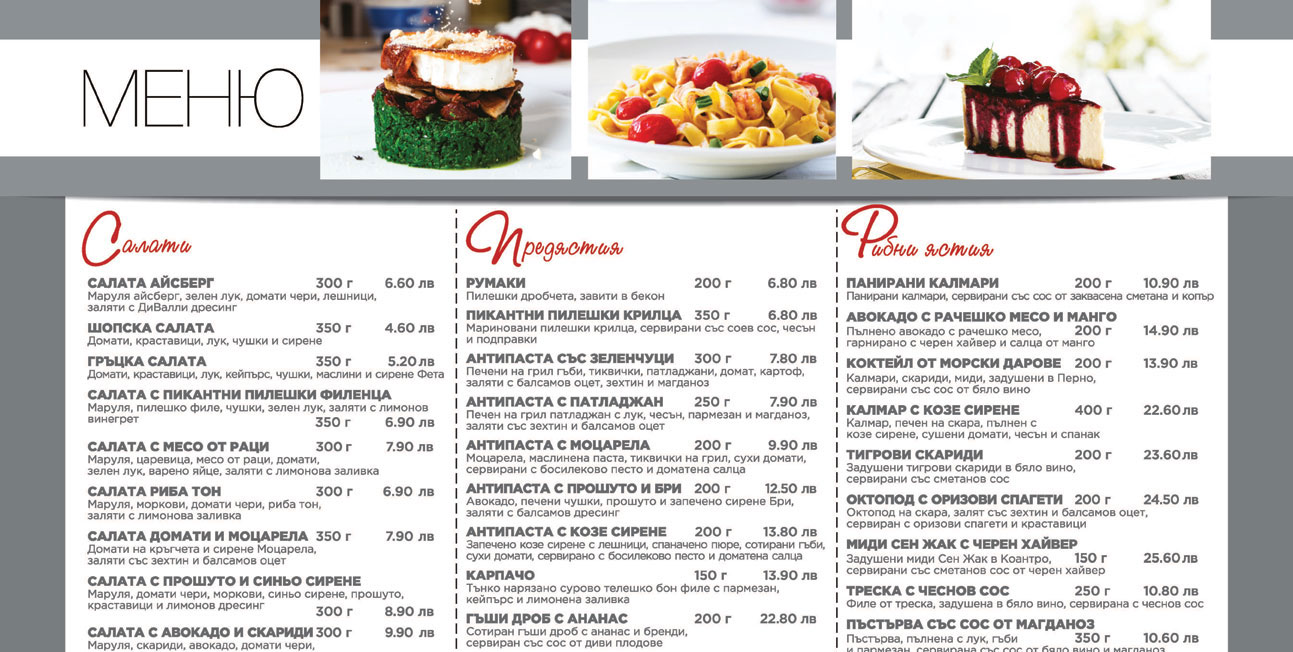 МЕНЮ
Салати
САЛАТА АЙСБЕРГ 300 г 6.60 лв
Маруля айсберг, зелен лук, домати чери, лешници,
заляти с ДиВалли дресинг
ШОПСКА САЛАТА 350 г 4.60 лв
Домати, краставици, лук, чушки и сирене
ГРЪЦКА САЛАТА 350 г 5.20 лв
Домати, краставици, лук, кейпърс, чушки, маслини и сирене Фета
САЛАТА С ПИКАНТНИ ПИЛЕШКИ ФИЛЕНЦА
Маруля, пилешко филе, чушки, зелен лук, заляти с лимонов
винегрет 350 г 6.90 лв
САЛАТА С МЕСО ОТ РАЦИ 300 г 7.90 лв
Маруля, царевица, месо от раци, домати,
зелен лук, варено яйце, заляти с лимонова заливка
САЛАТА РИБА ТОН 300 г 6.90 лв
Маруля, моркови, домати чери, риба тон,
заляти с лимонова заливка
САЛАТА ДОМАТИ И МОЦАРЕЛА 350 г 7.90 лв
Домати на кръгчета и сирене Моцарела,
заляти със зехтин и балсамов оцет
САЛАТА С ПРОШУТО И СИНЬО СИРЕНЕ
Маруля, домати чери, моркови, синьо сирене, прошуто,
краставици и лимонов дресинг
300 г 8.90 лв
САЛАТА С АВОКАДО И СКАРИДИ 300 г 9.90 лв
Маруля, скариди, авокадо, домати чери,
Предястия
РУМАКИ 200 г 6.80 лв
Пилешки дробчета, завити в бекон
ПИКАНТНИ ПИЛЕШКИ КРИЛЦА 350 г 6.80 лв
Мариновани пилешки крилца, сервирани със соев сос, чесън
и подправки
АНТИПАСТА СЪС ЗЕЛЕНЧУЦИ 300 г 7.80 лв
Печени на грил гъби, тиквички, патладжани, домат, картоф,
заляти с балсамов оцет, зехтин и магданоз
АНТИПАСТА С ПАТЛАДЖАН 250 г 7.90 лв
Печен на грил патладжан с лук, чесън, пармезан и магданоз,
заляти със зехтин и балсамов оцет
АНТИПАСТА С МОЦАРЕЛА 200 г 9.90 лв
Моцарела, маслинена паста, тиквички на грил, сухи домати,
сервирани с босилеково песто и доматена салца
АНТИПАСТА С ПРОШУТО И БРИ 200 г 12.50 лв
Авокадо, печени чушки, прошуто и запечено сирене Бри,
заляти с балсамов дресинг
АНТИПАСТА С КОЗЕ СИРЕНЕ 200 г 13.80 лв
Запечено козе сирене с лешници, спаначено пюре, сотирани гъби,
сухи домати, сервирано с босилеково песто и доматена салца
КАРПАЧО 150 г 13.90 лв
Тънко нарязано сурово телешко бон филе с пармезан,
кейпърс и лимонена заливка
ГЪШИ ДРОБ С АНАНАС 200 г 22.80 лв
Сотиран гъши дроб с ананас и бренди,
сервиран със сос от диви плодове
Рибни ястия
ПАНИРАНИ КАЛМАРИ 200 г 10.90 лв
Панирани калмари, сервирани със сос от заквасена сметана и копър
АВОКАДО С РАЧЕШКО МЕСО И МАНГО
Пълнено авокадо с рачешко месо, 200 г 14.90 лв
гарнирано с черен хайвер и салца от манго
КОКТЕЙЛ ОТ МОРСКИ ДАРОВЕ 200 г 13.90 лв
Калмари, скариди, миди, задушени в Перно,
сервирани със сос от бяло вино
КАЛМАР С КОЗЕ СИРЕНЕ 400 г 22.60 лв
Калмар, печен на скара, пълнен с
козе сирене, сушени домати, чесън и спанак
ТИГРОВИ СКАРИДИ 200 г 23.60 лв
Задушени тигрови скариди в бяло вино,
сервирани със сметанов сос
ОКТОПОД С ОРИЗОВИ СПАГЕТИ 200 г 24.50 лв
Октопод на скара, залят със зехтин и балсамов оцет,
сервиран с оризови спагети и краставици
МИДИ СЕН ЖАК С ЧЕРЕН ХАЙВЕР
Задушени миди Сен Жак в Коантро, 150 г 25.60 лв
сервирани със сметанов сос от черен хайвер
ТРЕСКА С ЧЕСНОВ СОС 250 г 10.80 лв
Филе от треска, задушена в бяло вино, сервирана с чеснов сос
ПЪСТЪРВА СЪС СОС ОТ МАГДАНОЗ
Пъстърва, пълнена с лук, гъби 350 г 10.60 лв
и пармезан, сервирана със сос от бяло вино и магданоз